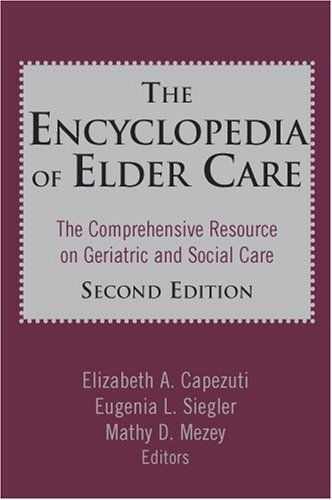 The
Encyclopedia
of Elder Care
The Comprehensive Resource
on Geriatric and Social Care
Second Edition
Elizabeth A. Capezuti
Eugenia L. Siegler
Mathy D. Mezey
Editors